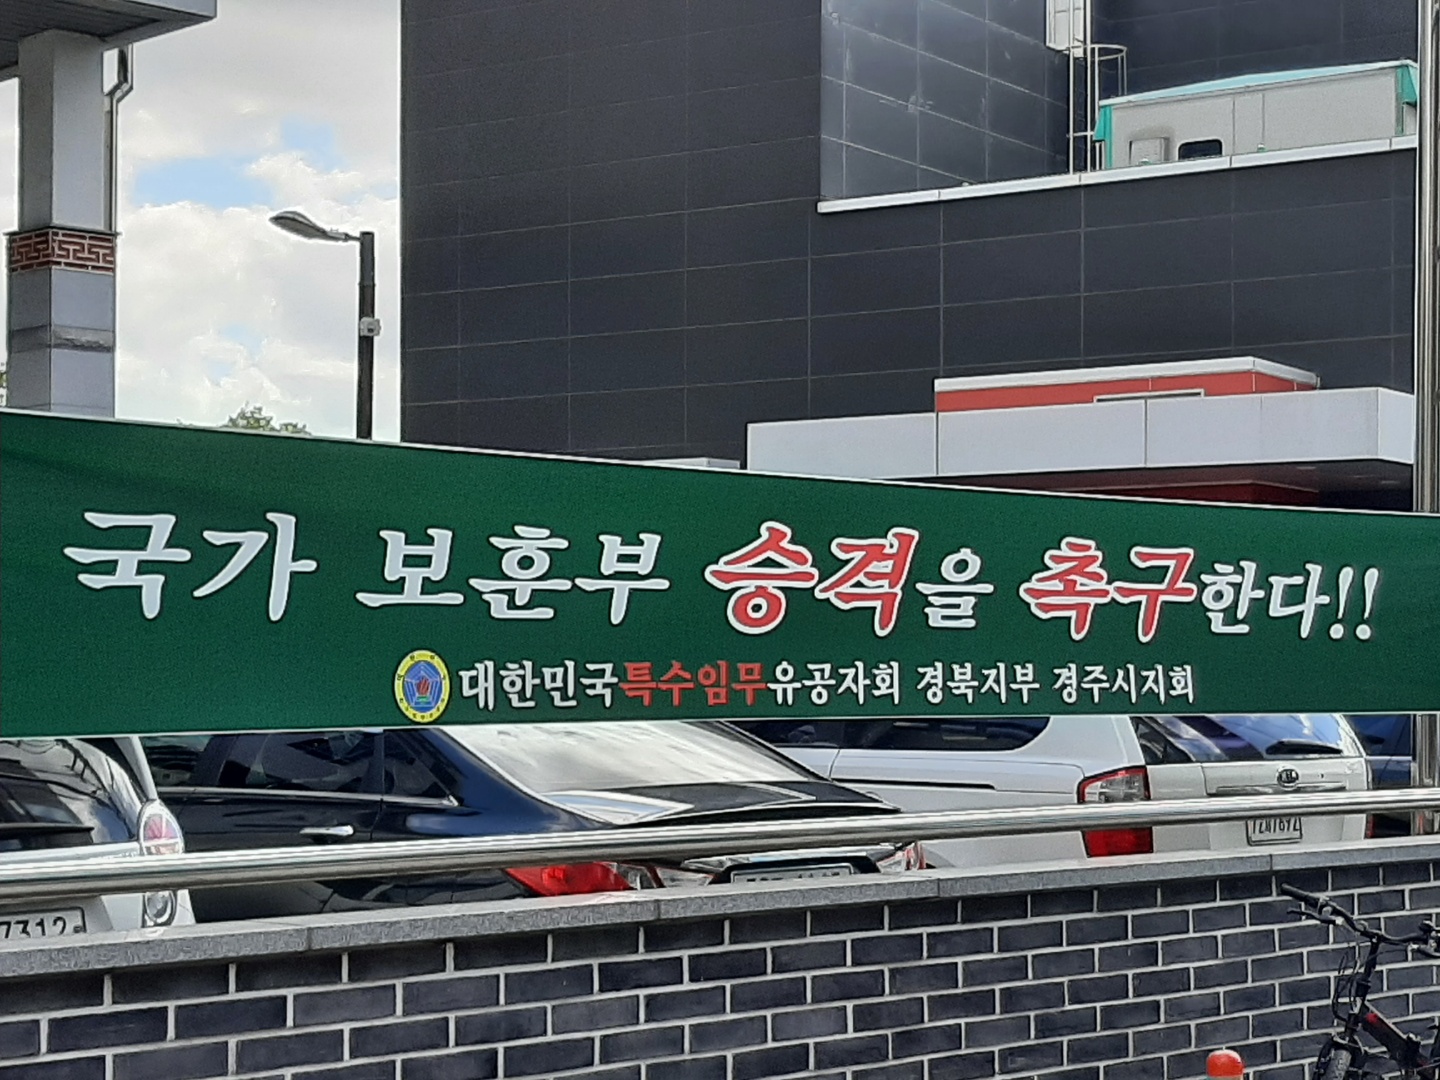 국가 보훈부 승격을 촉구한다!!
대한민국특수임무유공자회 경북지부 경주시지회
7312